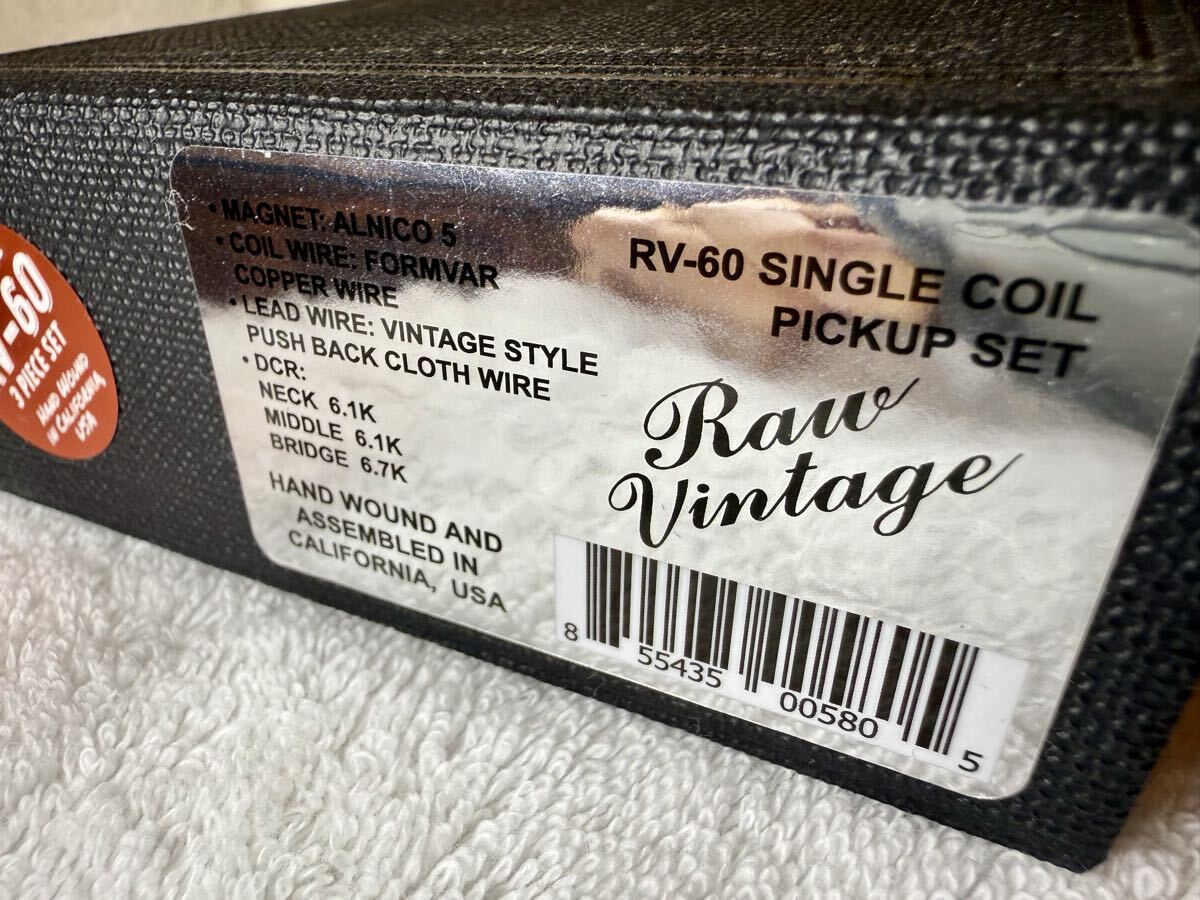 3 PIECE SET
HAND WOUND
IN CALIFORNIA,
USA
• MAGNET: ALNICO 5
• COIL WIRE: FORMVAR
COPPER WIRE
• LEAD WIRE: VINTAGE STYLE
PUSH BACK CLOTH WIRE
• DCR:
NECK 6.1K
MIDDLE 6.1K
BRIDGE 6.7K
HAND WOUND AND
ASSEMBLED IN
CALIFORNIA, USA
RV-60 SINGLE COIL
PICKUP SET
Raw
Vintage
8 55435 00580 5